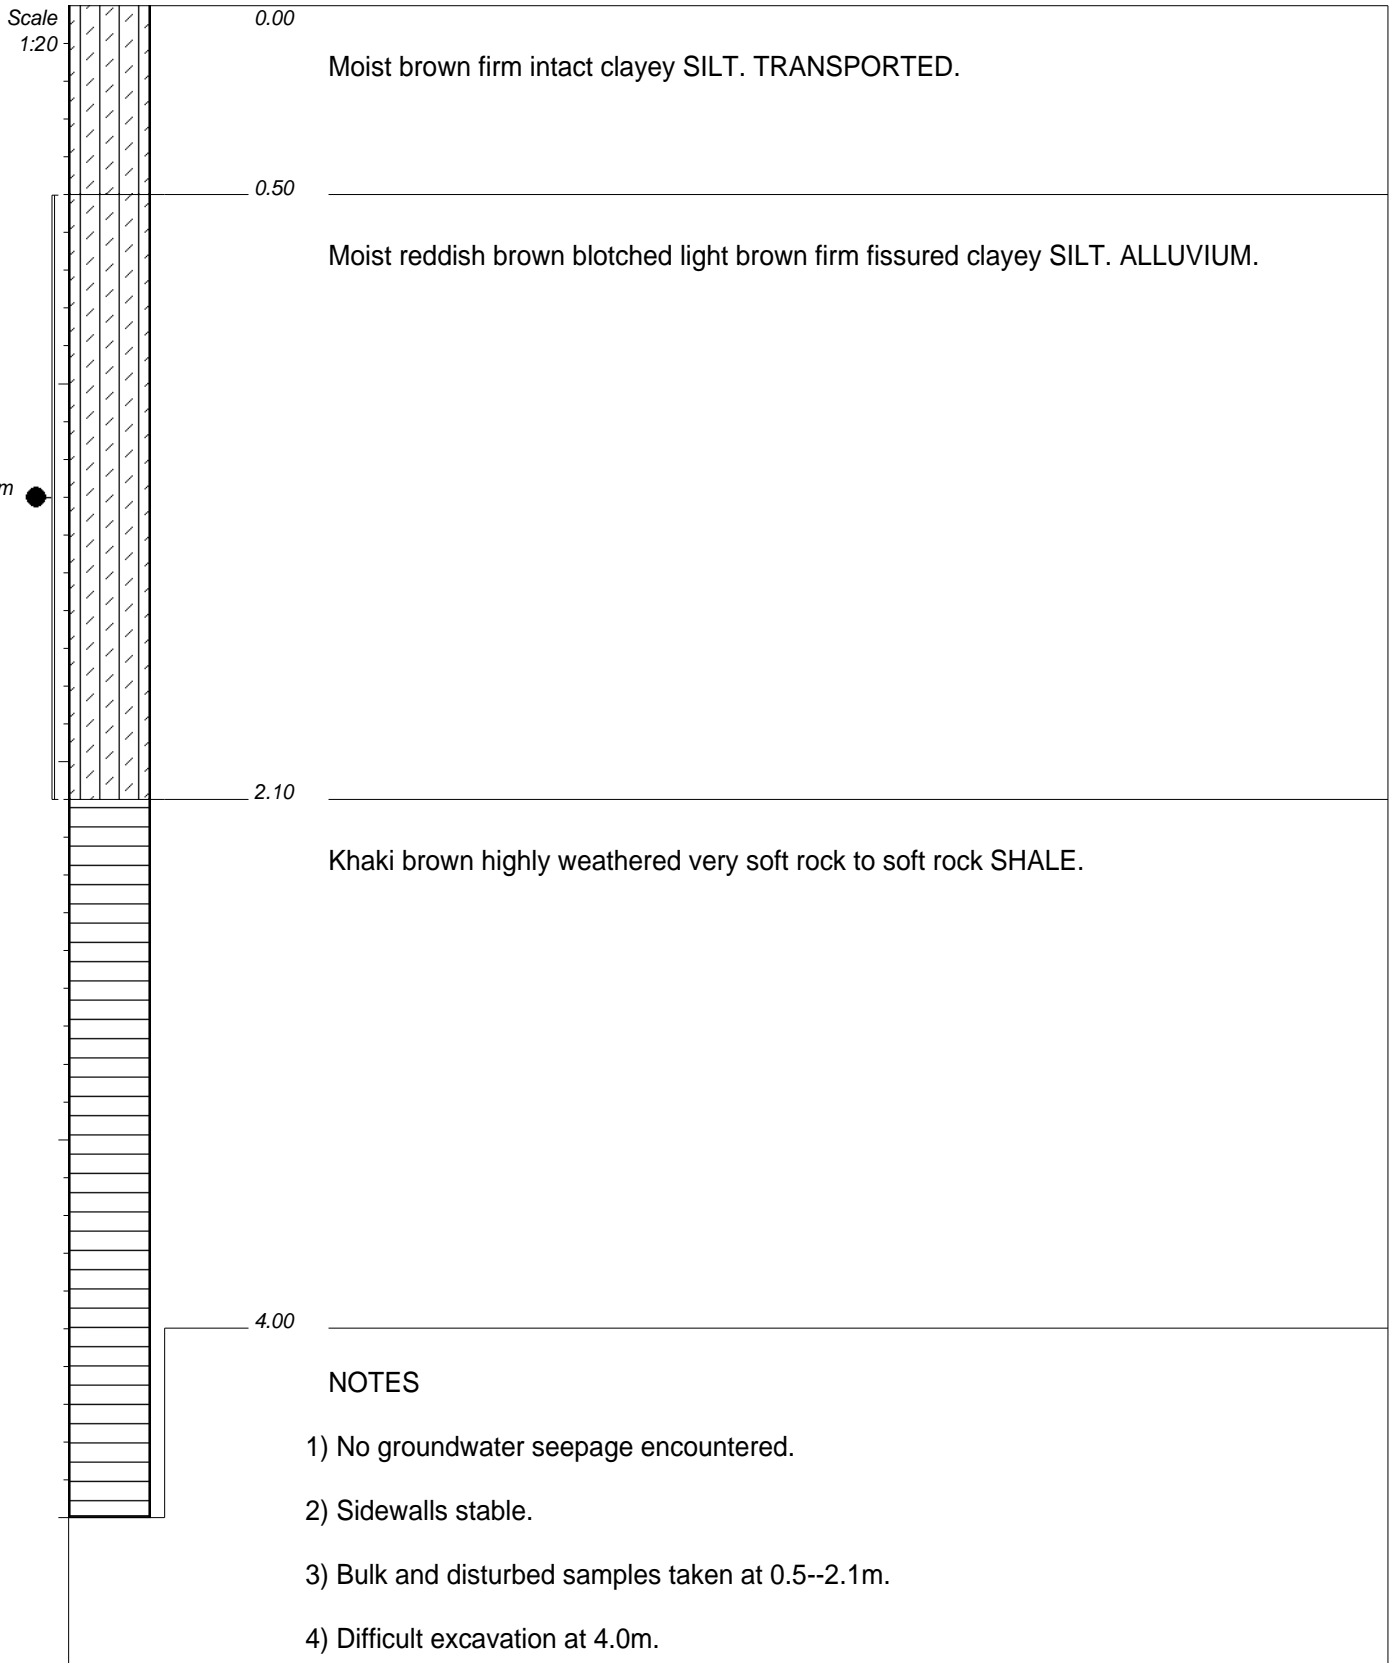 Scale
1:20
0.00
Moist brown firm intact clayey SILT. TRANSPORTED.
0.50
Moist reddish brown blotched light brown firm fissured clayey SILT. ALLUVIUM.
m
2.10
Khaki brown highly weathered very soft rock to soft rock SHALE.
4.00
NOTES
1) No groundwater seepage encountered.
2) Sidewalls stable.
3) Bulk and disturbed samples taken at 0.5--2.1m.
4) Difficult excavation at 4.0m.